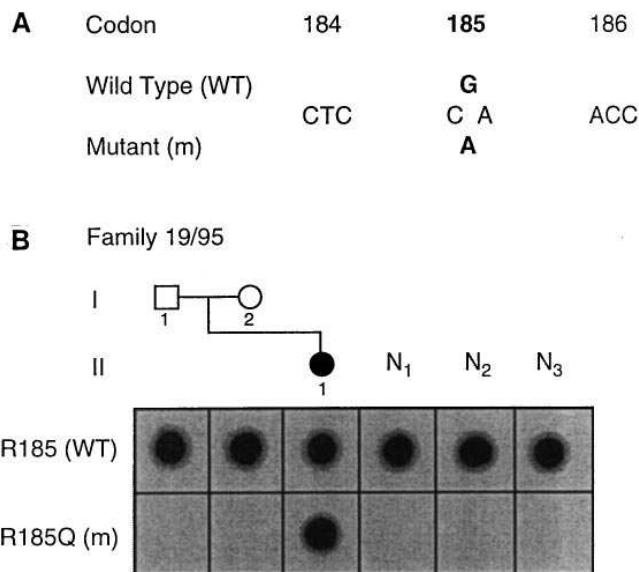 A Codon 184 185 186
Wild Type (WT) G
CTC C A ACC
Mutant (m) A
B Family 19/95
I
1 2
II N1 N2 N3
1
R185 (WT)
R185Q (m)